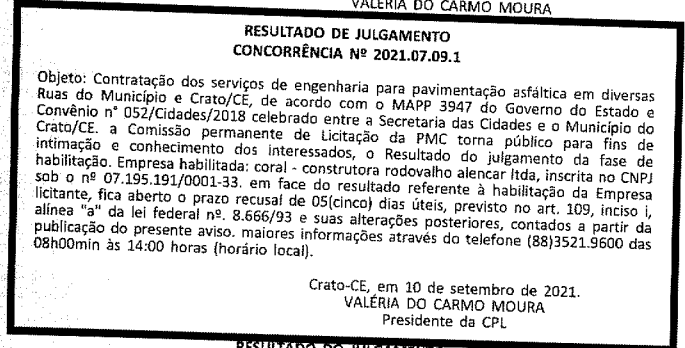 VALÉRIA DO CARMO MOURA
RESULTADO DE JULGAMENTO
CONCORRÊNCIA Nº 2021.07.09.1
Objeto: Contratação dos serviços de engenharia para pavimentação asfáltica em diversas
Ruas do Município e Crato/CE, de acordo com o MAPP 3947 do Governo do Estado e
Convênio n° 052/Cidades/2018 celebrado entre a Secretaria das Cidades e o Município do
Crato/CE. a Comissão permanente de Licitação da PMC torna público para fins de
intimação e conhecimento dos interessados, o Resultado do julgamento da fase de
habilitação. Empresa habilitada: coral - construtora rodovalho alencar ltda, inscrita no CNPJ
sob o nº 07.195.191/0001-33. em face do resultado referente à habilitação da Empresa
licitante, fica aberto o prazo recusal de 05(cinco) dias úteis, previsto no art. 109, inciso i,
alínea "a" da lei federal nº. 8.666/93 e suas alterações posteriores, contados a partir da
publicação do presente aviso. maiores informações através do telefone (88)3521.9600 das
08h00min às 14:00 horas (horário local).
Crato-CE, em 10 de setembro de 2021.
VALÉRIA DO CARMO MOURA
Presidente da CPL